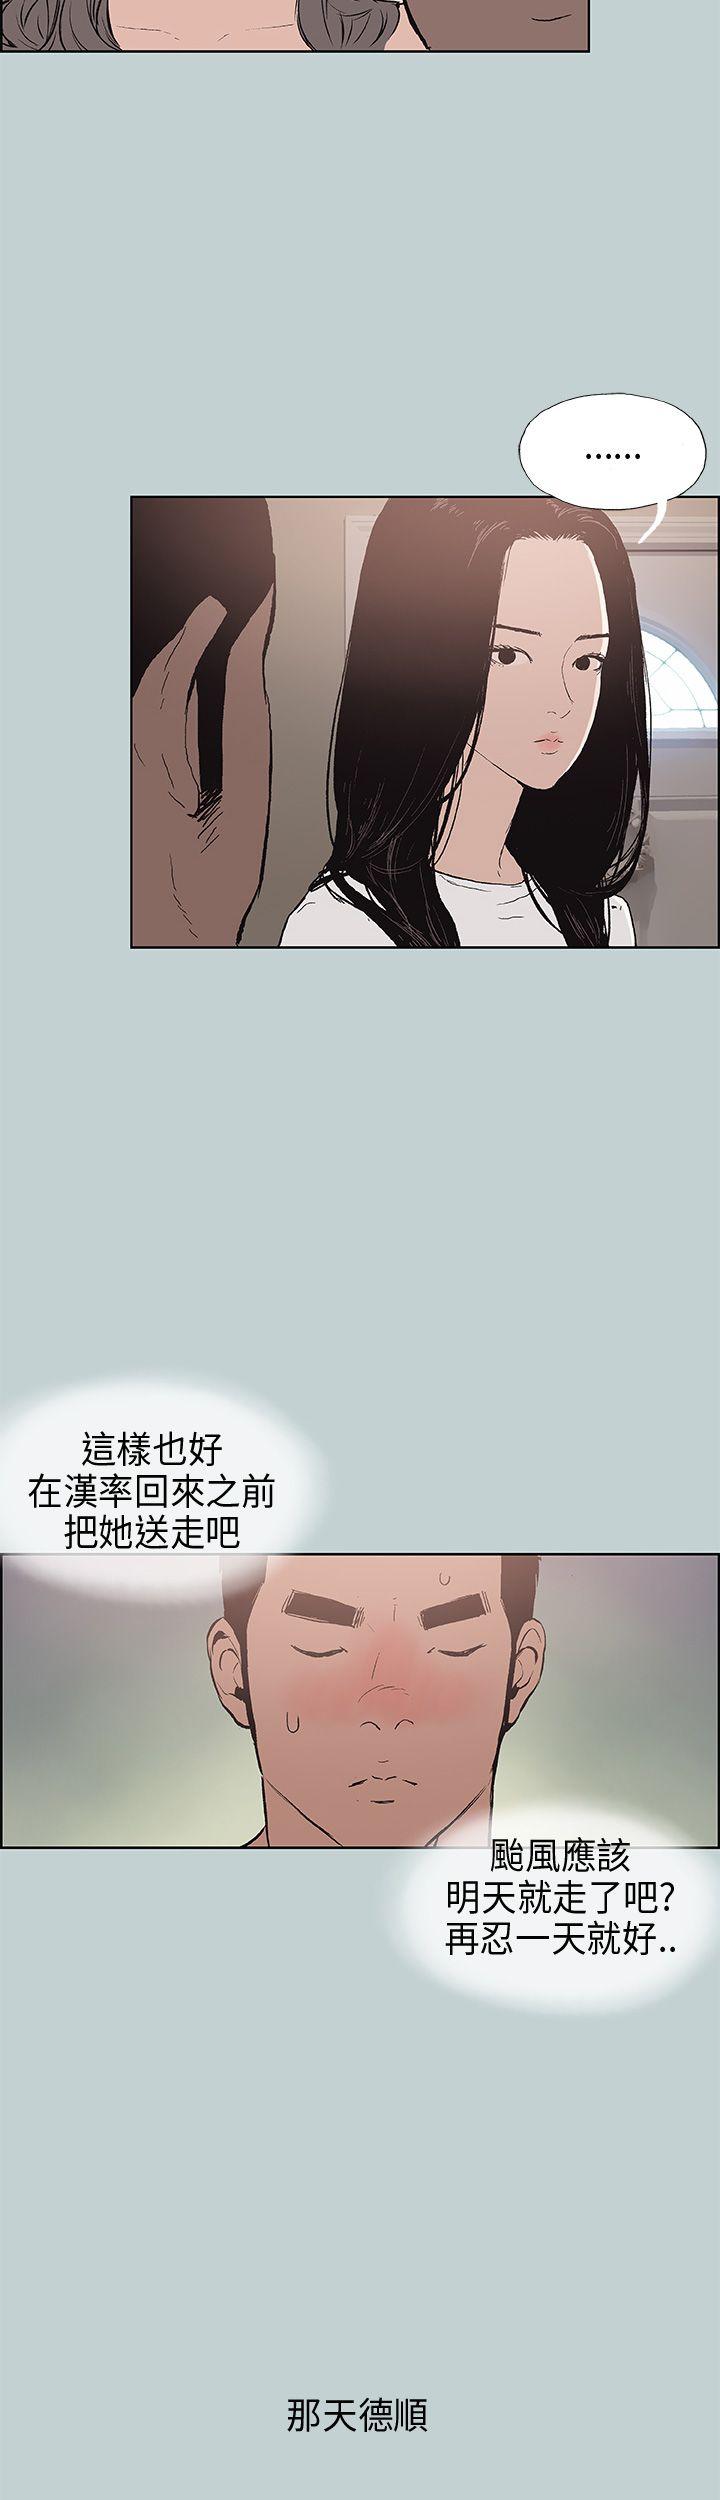 ......
這樣也好
在漢率回來之前
把她送走吧
颱風應該
明天就走了吧?
再忍一天就好..
那天德順